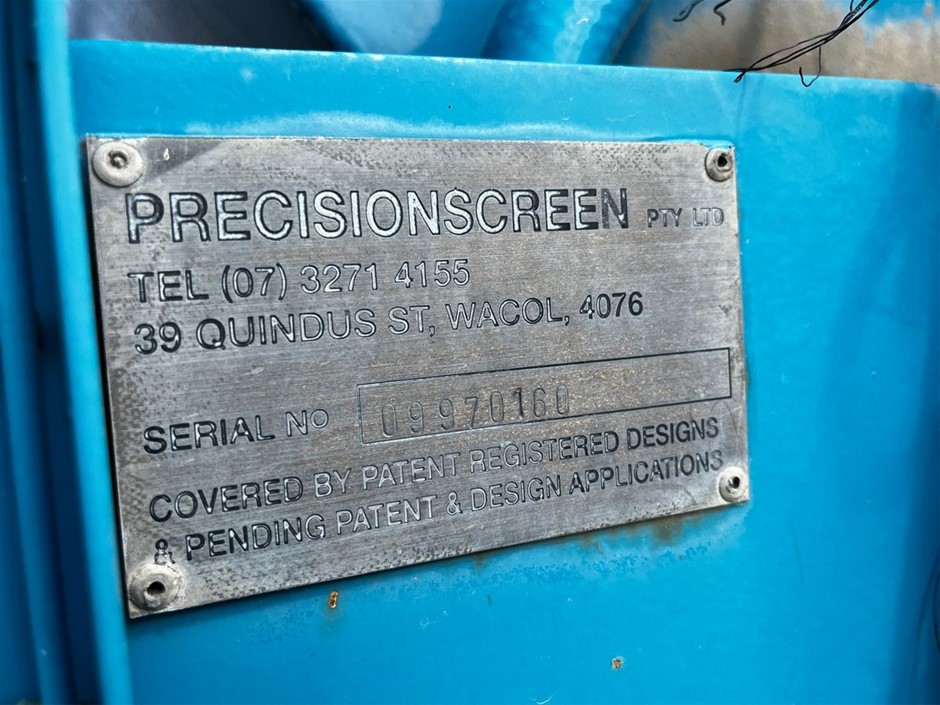 PRECISIONSCREEN PTY LTD
TEL (07) 3271 4155
39 QUINDUS ST, WACOL, 4076
SERIAL NO 09970160
COVERED BY PATENT REGISTERED DESIGNS
& PENDING PATENT & DESIGN APPLICATIONS